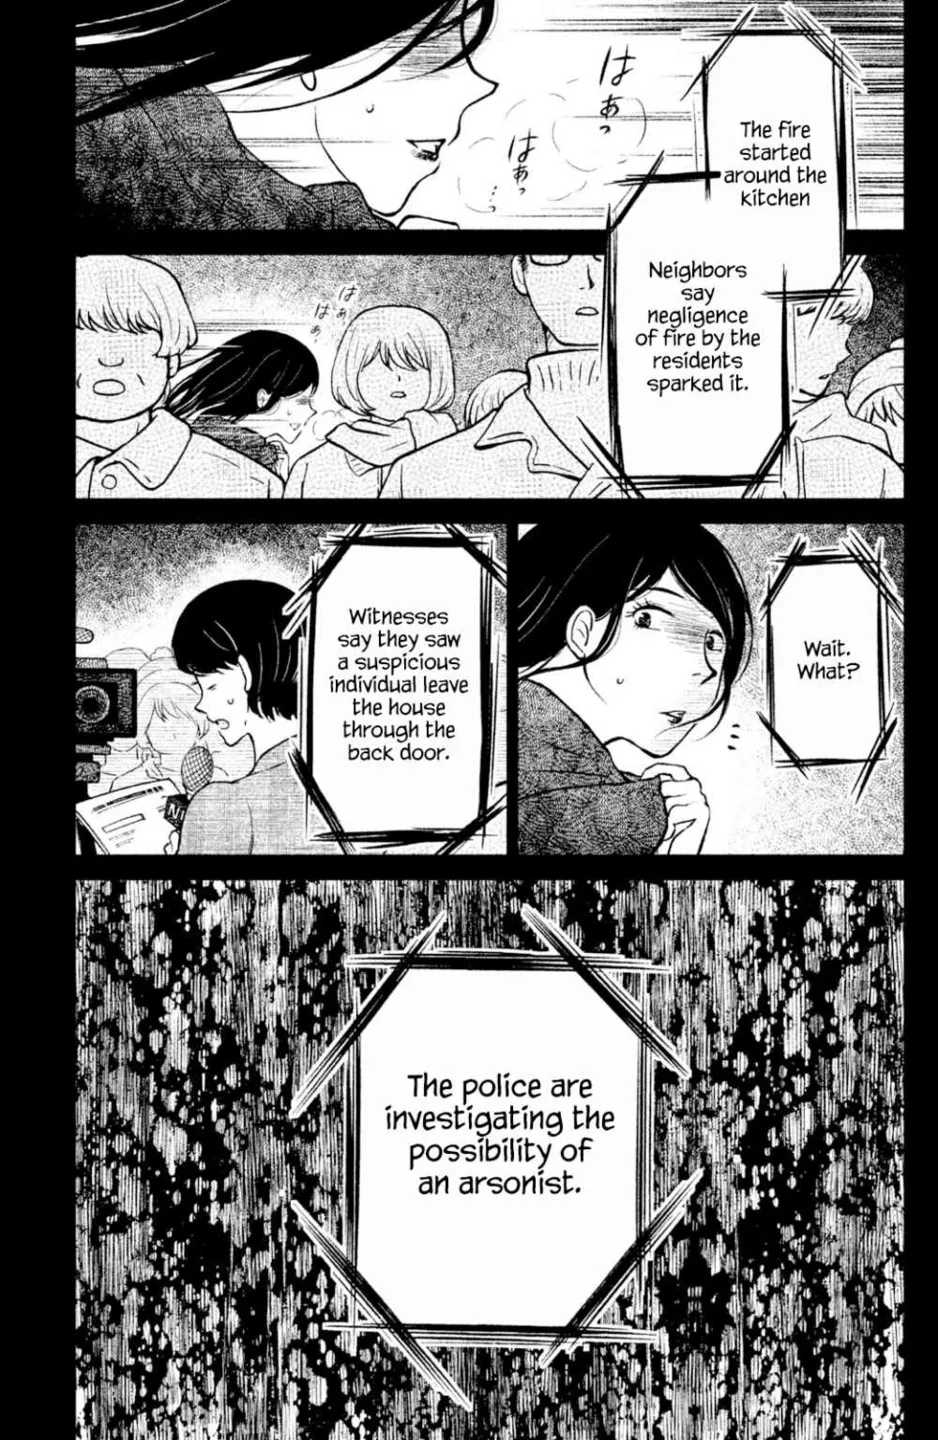 The fire
started
around the
kitchen
はぁっ
はぁっ
…
Neighbors
say
negligence
of fire by the
residents
sparked it.
はぁ
はぁ
Wait.
What?
Witnesses
say they saw
a suspicious
individual leave
the house
through the
back door.
The police are
investigating the
possibility of
an arsonist.